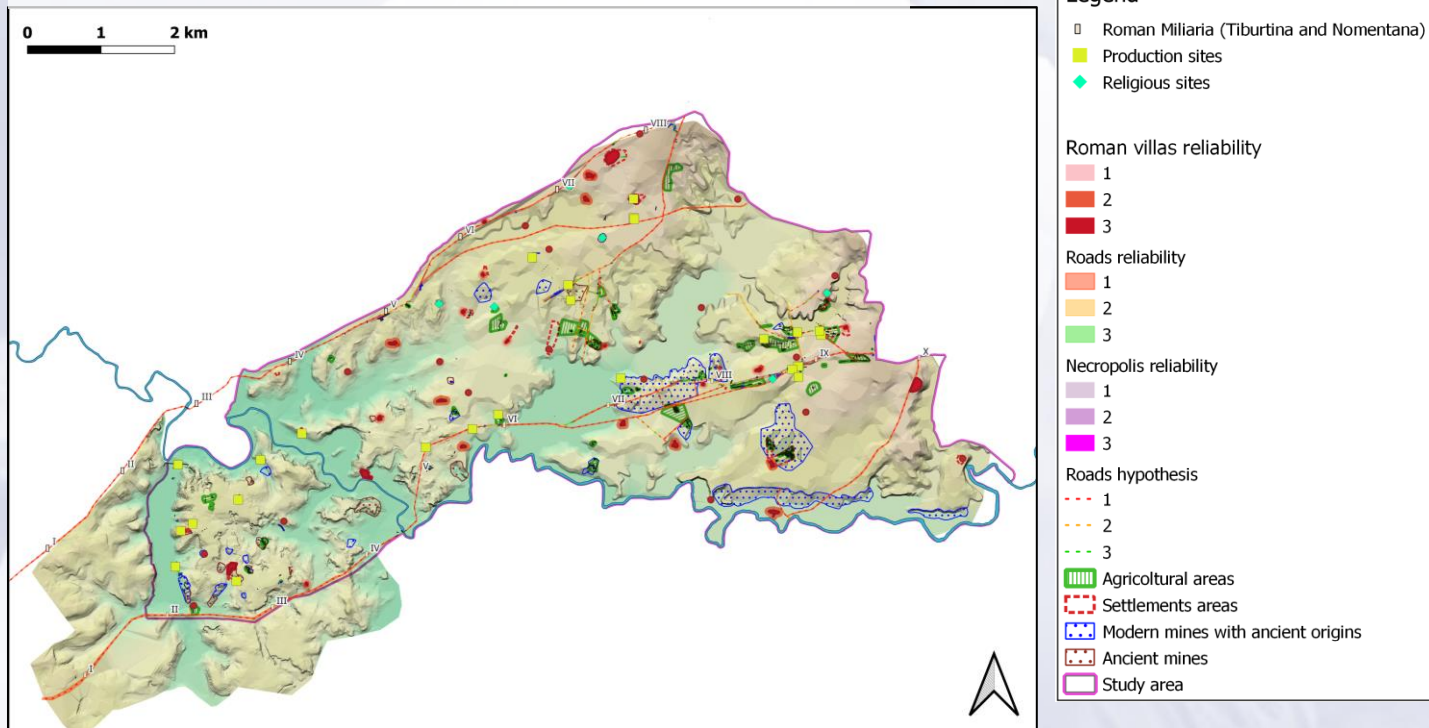 0 1 2 km
Legend
Roman Miliaria (Tiburtina and Nomentana)
Production sites
Religious sites
Roman villas reliability
1
2
3
Roads reliability
1
2
3
Necropolis reliability
1
2
3
Roads hypothesis
1
2
3
Agricoltural areas
Settlements areas
Modern mines with ancient origins
Ancient mines
Study area
VIII
VII
VI
V
IV
III
II
I
X
IX
VIII
VII
VI
V
IV
III
II
I